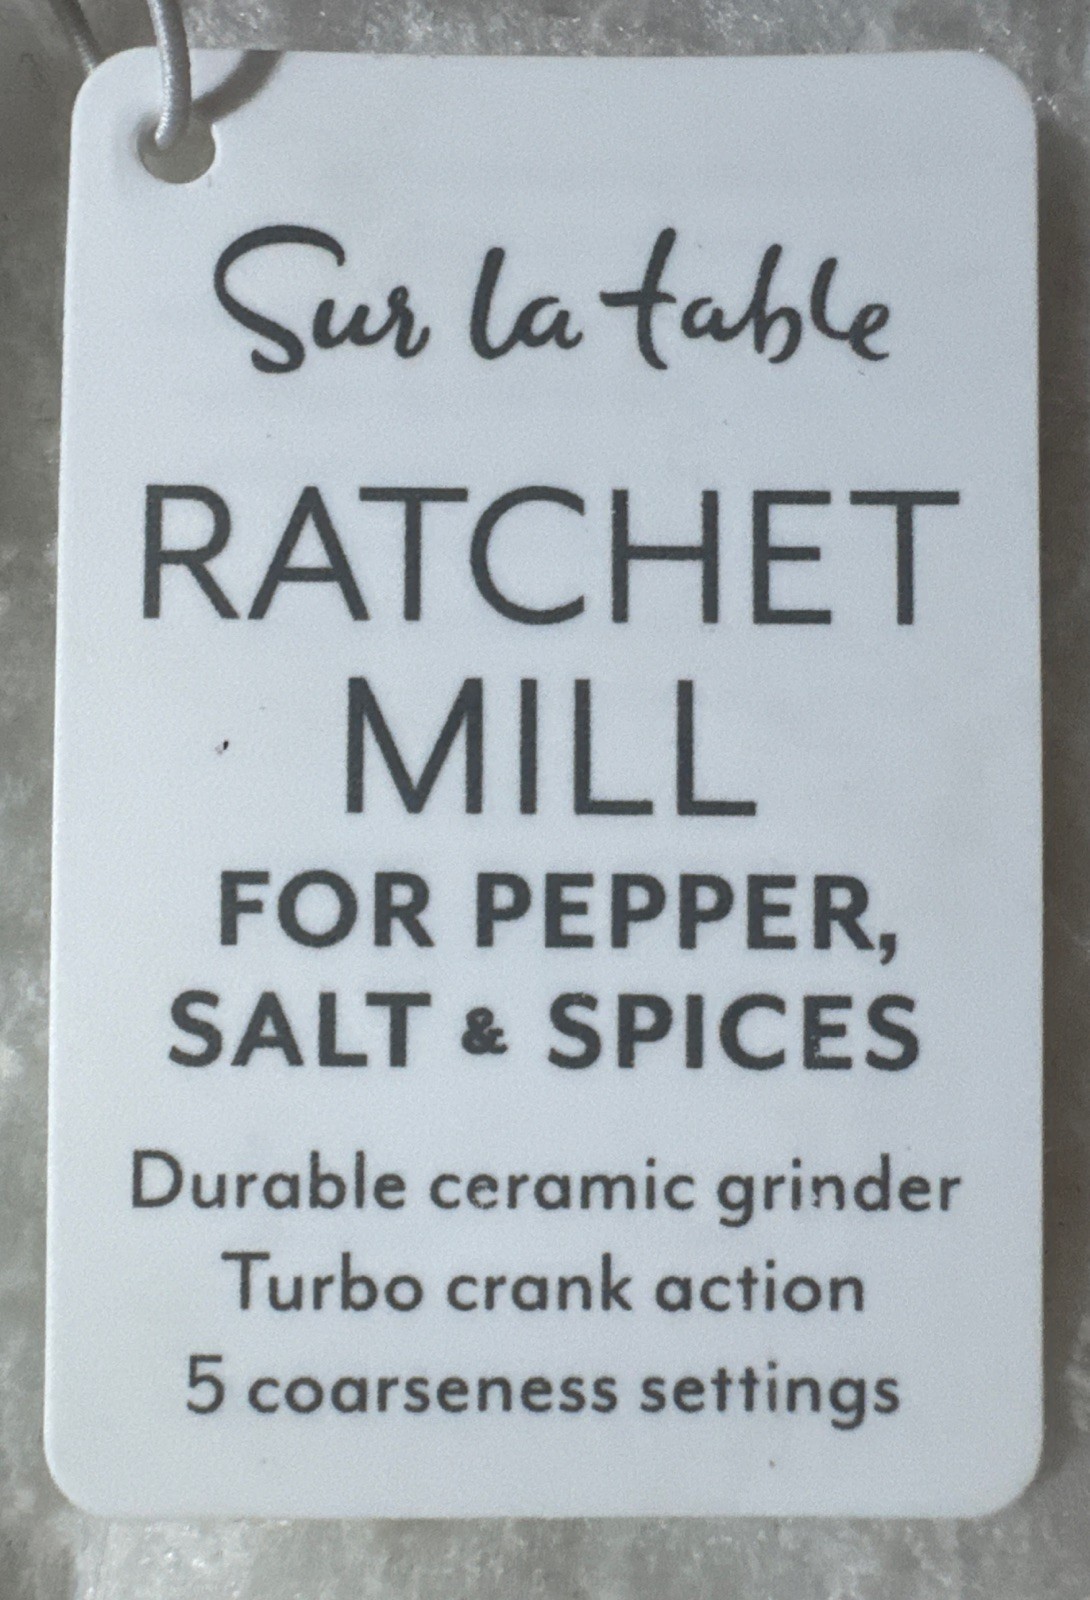 Sur la table
RATCHET
MILL
FOR PEPPER,
SALT & SPICES
Durable ceramic grinder
Turbo crank action
5 coarseness settings